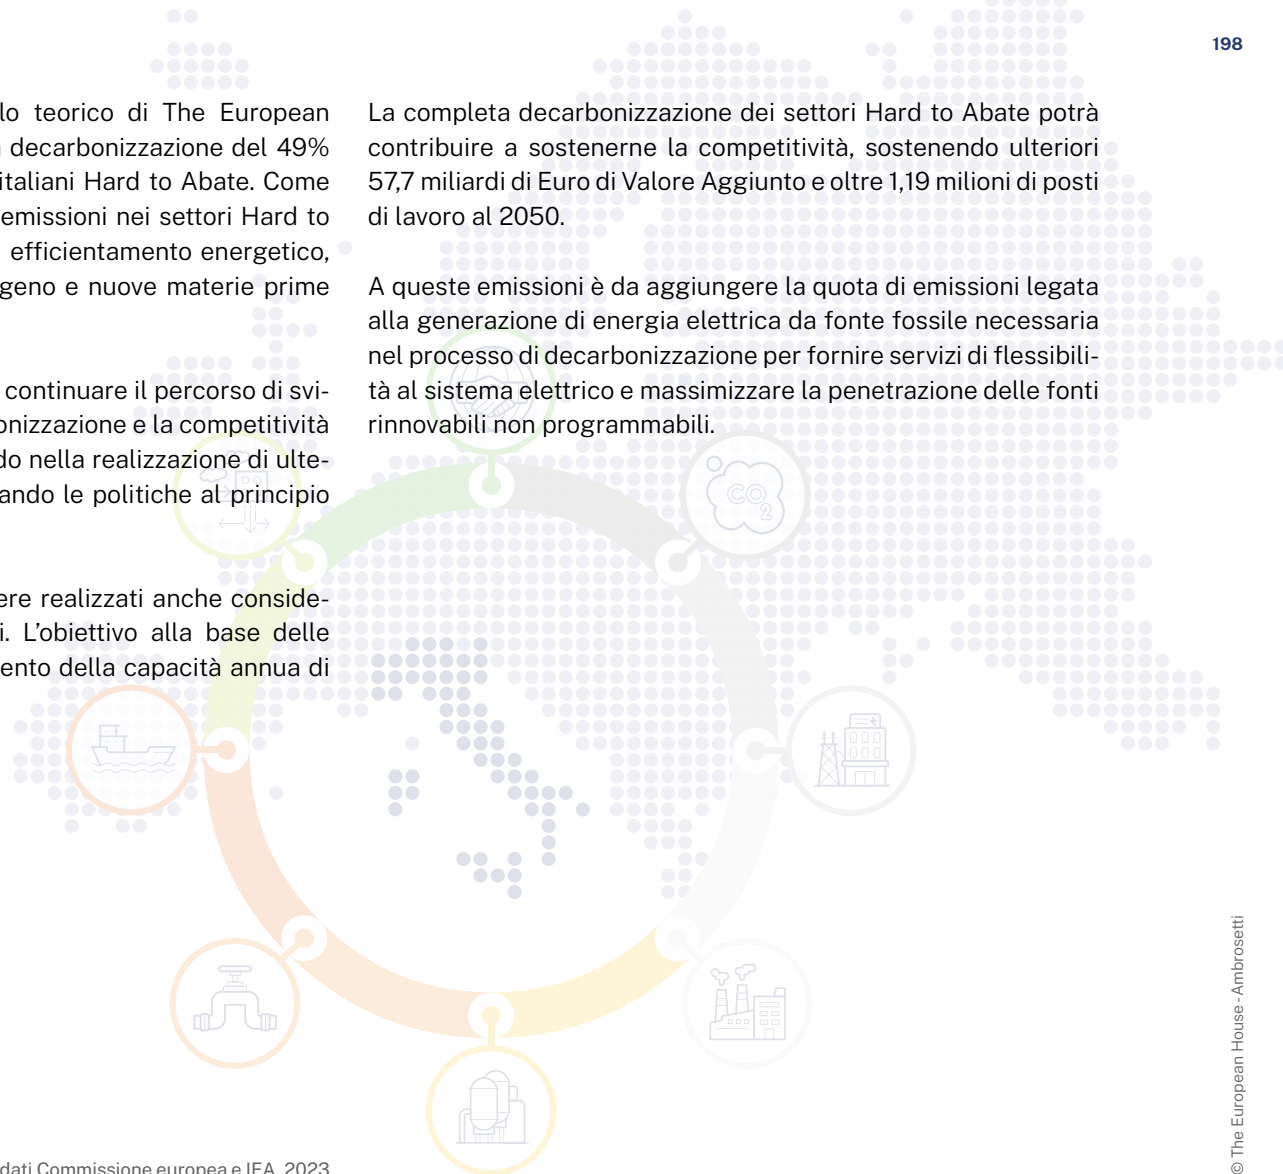 198
lo teorico di The European
decarbonizzazione del 49%
italiani Hard to Abate. Come
emissioni nei settori Hard to
efficientamento energetico,
geno e nuove materie prime
continuare il percorso di svi-
onizzazione e la competitività
do nella realizzazione di ulte-
ando le politiche al principio
ere realizzati anche conside-
i. L’obiettivo alla base delle
ento della capacità annua di
dati Commissione europea e IEA, 2023
La completa decarbonizzazione dei settori Hard to Abate potrà
contribuire a sostenerne la competitività, sostenendo ulteriori
57,7 miliardi di Euro di Valore Aggiunto e oltre 1,19 milioni di posti
di lavoro al 2050.
A queste emissioni è da aggiungere la quota di emissioni legata
alla generazione di energia elettrica da fonte fossile necessaria
nel processo di decarbonizzazione per fornire servizi di flessibili-
tà al sistema elettrico e massimizzare la penetrazione delle fonti
rinnovabili non programmabili.
CO2
© The European House - Ambrosetti